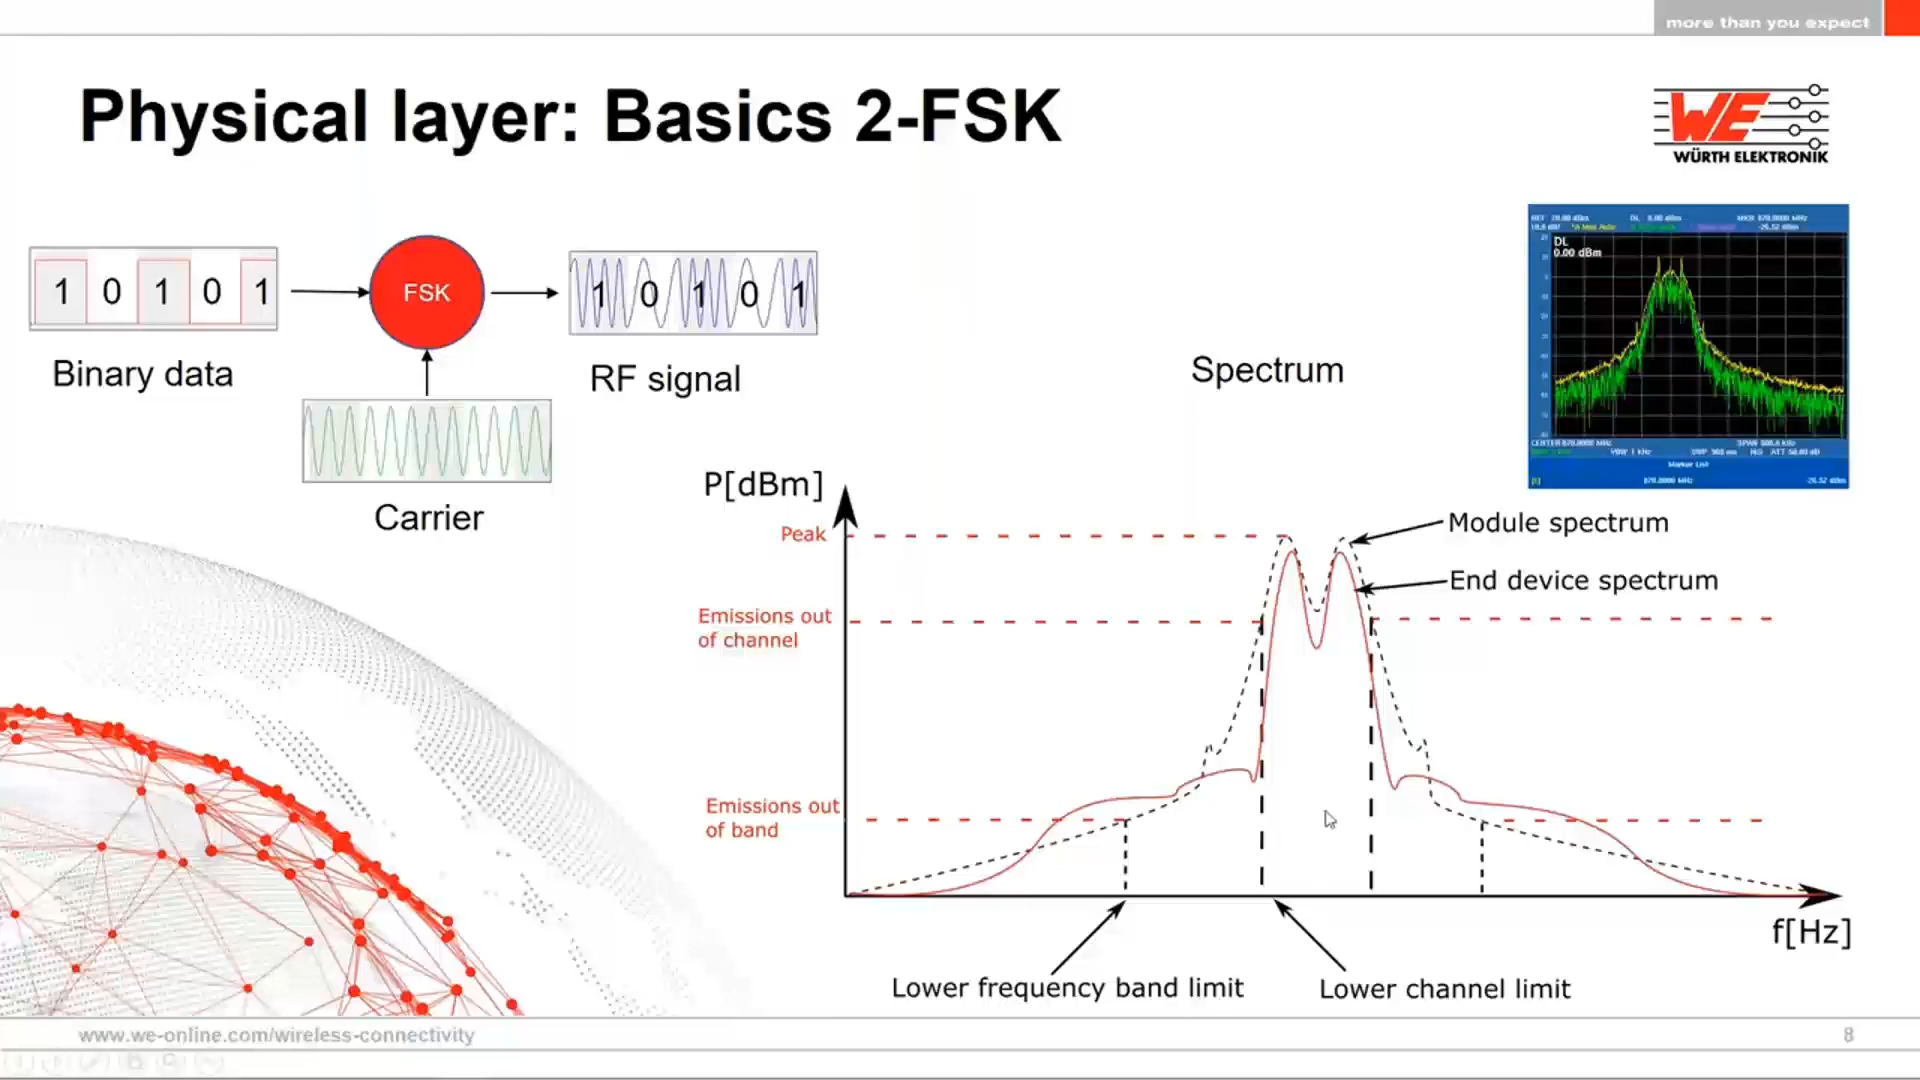 more than you expect
Physical layer: Basics 2-FSK
WE
WÜRTH ELEKTRONIK
1 0 1 0 1
FSK
1 0 1 0 1
Binary data
RF signal
Carrier
Spectrum
DL
0.00 dBm
P[dBm]
Peak
Module spectrum
End device spectrum
Emissions out
of channel
Emissions out
of band
f[Hz]
Lower frequency band limit
Lower channel limit
www.we-online.com/wireless-connectivity
8